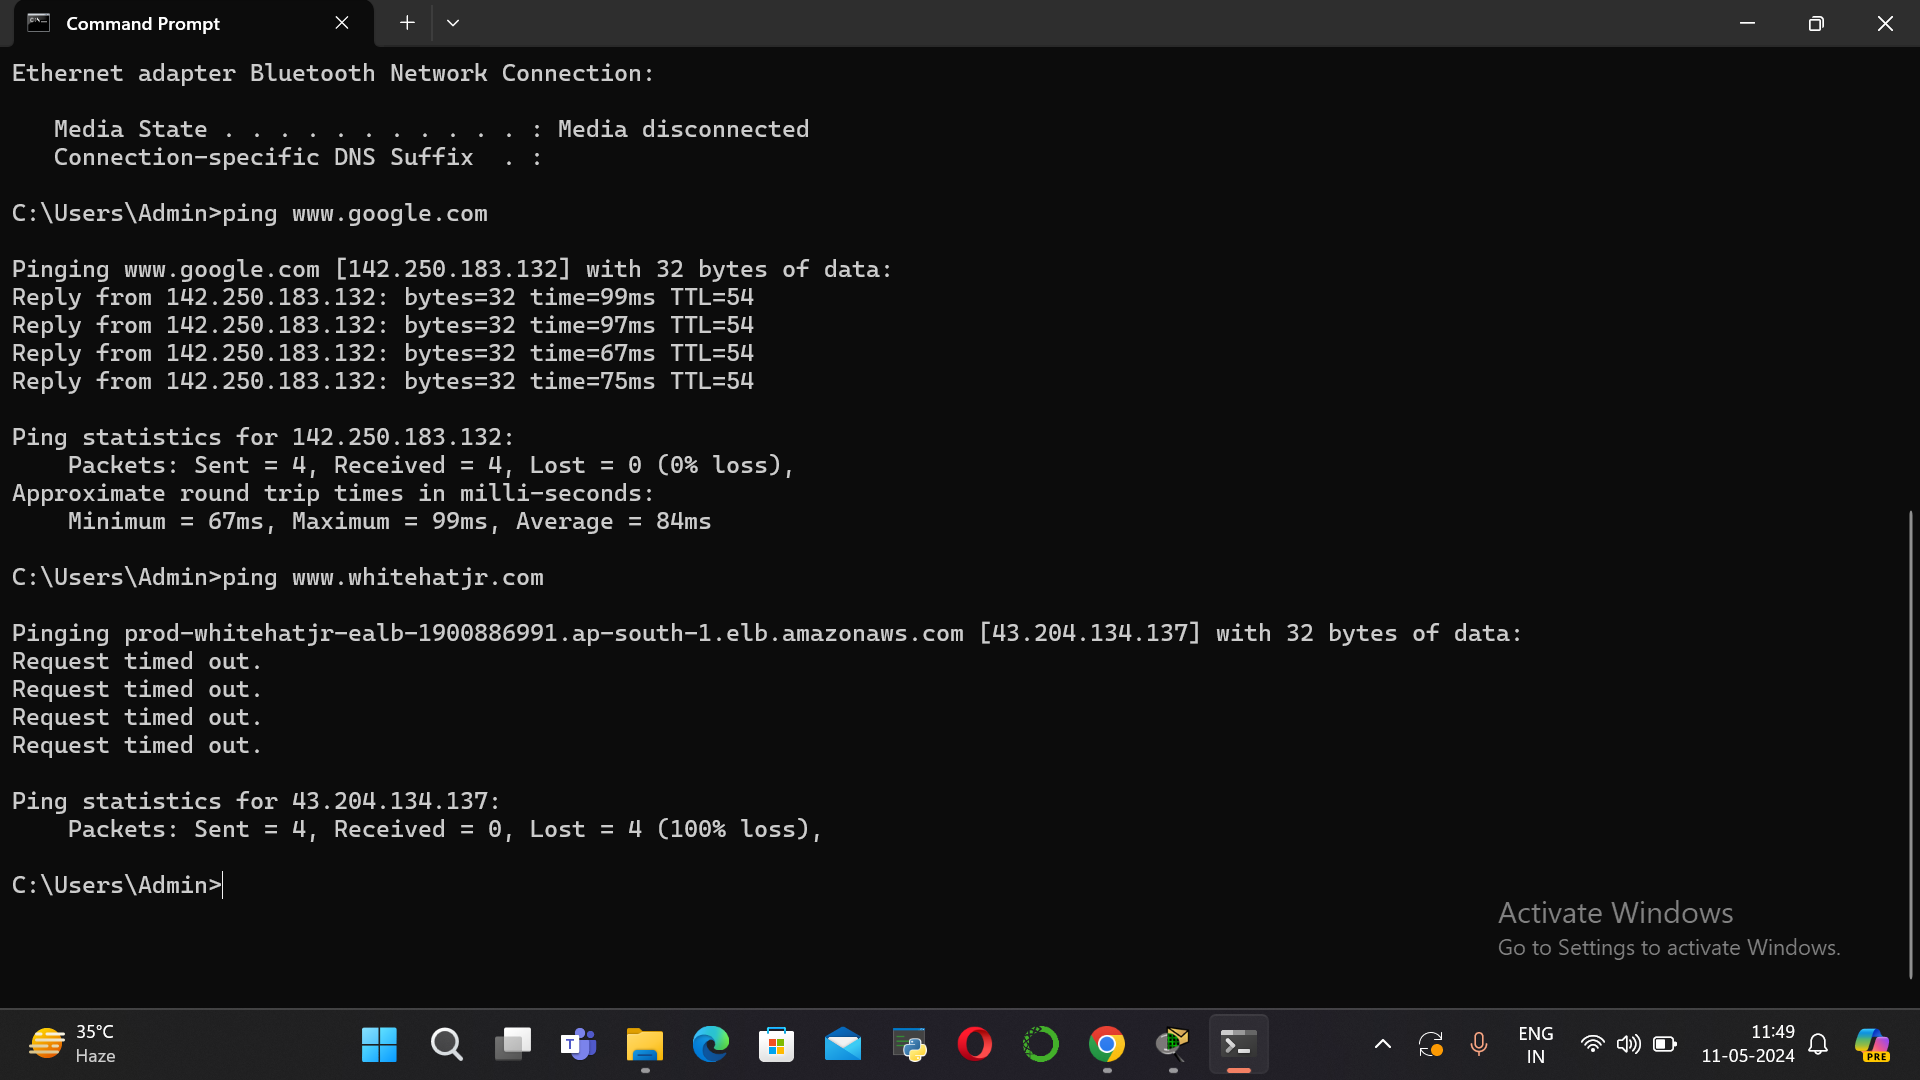 Command Prompt
Ethernet adapter Bluetooth Network Connection:
Media State . . . . . . . . . . . : Media disconnected
Connection-specific DNS Suffix  . :
C:\Users\Admin>ping www.google.com
Pinging www.google.com [142.250.183.132] with 32 bytes of data:
Reply from 142.250.183.132: bytes=32 time=99ms TTL=54
Reply from 142.250.183.132: bytes=32 time=97ms TTL=54
Reply from 142.250.183.132: bytes=32 time=67ms TTL=54
Reply from 142.250.183.132: bytes=32 time=75ms TTL=54
Ping statistics for 142.250.183.132:
Packets: Sent = 4, Received = 4, Lost = 0 (0% loss),
Approximate round trip times in milli-seconds:
Minimum = 67ms, Maximum = 99ms, Average = 84ms
C:\Users\Admin>ping www.whitehatjr.com
Pinging prod-whitehatjr-ealb-1900886991.ap-south-1.elb.amazonaws.com [43.204.134.137] with 32 bytes of data:
Request timed out.
Request timed out.
Request timed out.
Request timed out.
Ping statistics for 43.204.134.137:
Packets: Sent = 4, Received = 0, Lost = 4 (100% loss),
C:\Users\Admin>
Activate Windows
Go to Settings to activate Windows.
35°C
Haze
T
ENG
IN
11:49
11-05-2024
PRE